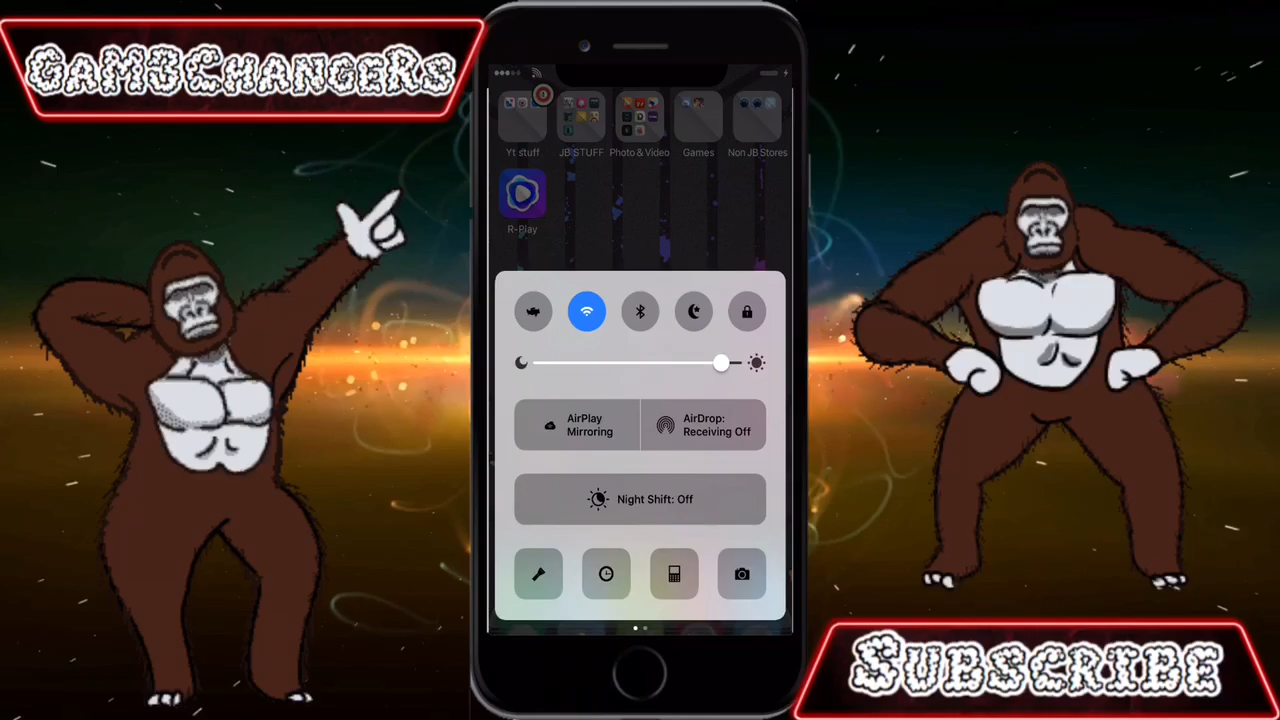 GaM3ChangeRs
Yt stuff
JB STUFF
Photo & Video
Games
Non JB Stores
R-Play
AirPlay
Mirroring
AirDrop:
Receiving Off
Night Shift: Off
Subscribe